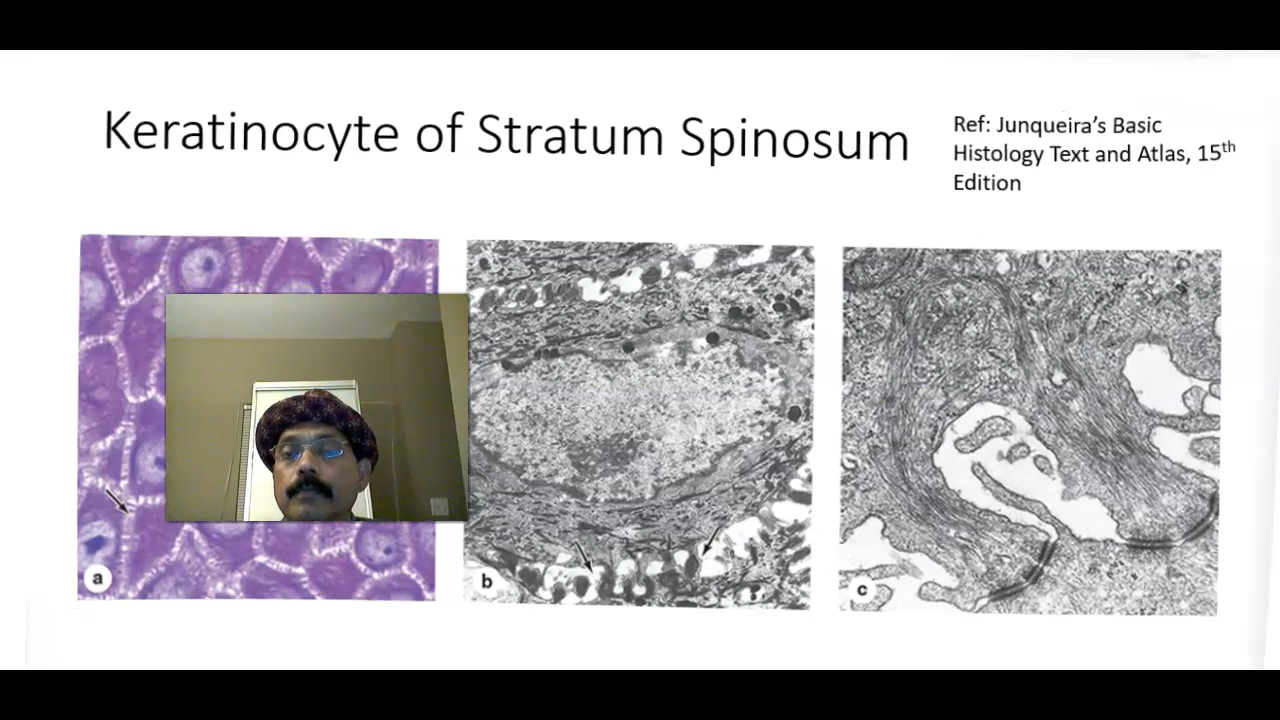 Keratinocyte of Stratum Spinosum
Ref: Junqueira’s Basic
Histology Text and Atlas, 15th
Edition
a
b
c